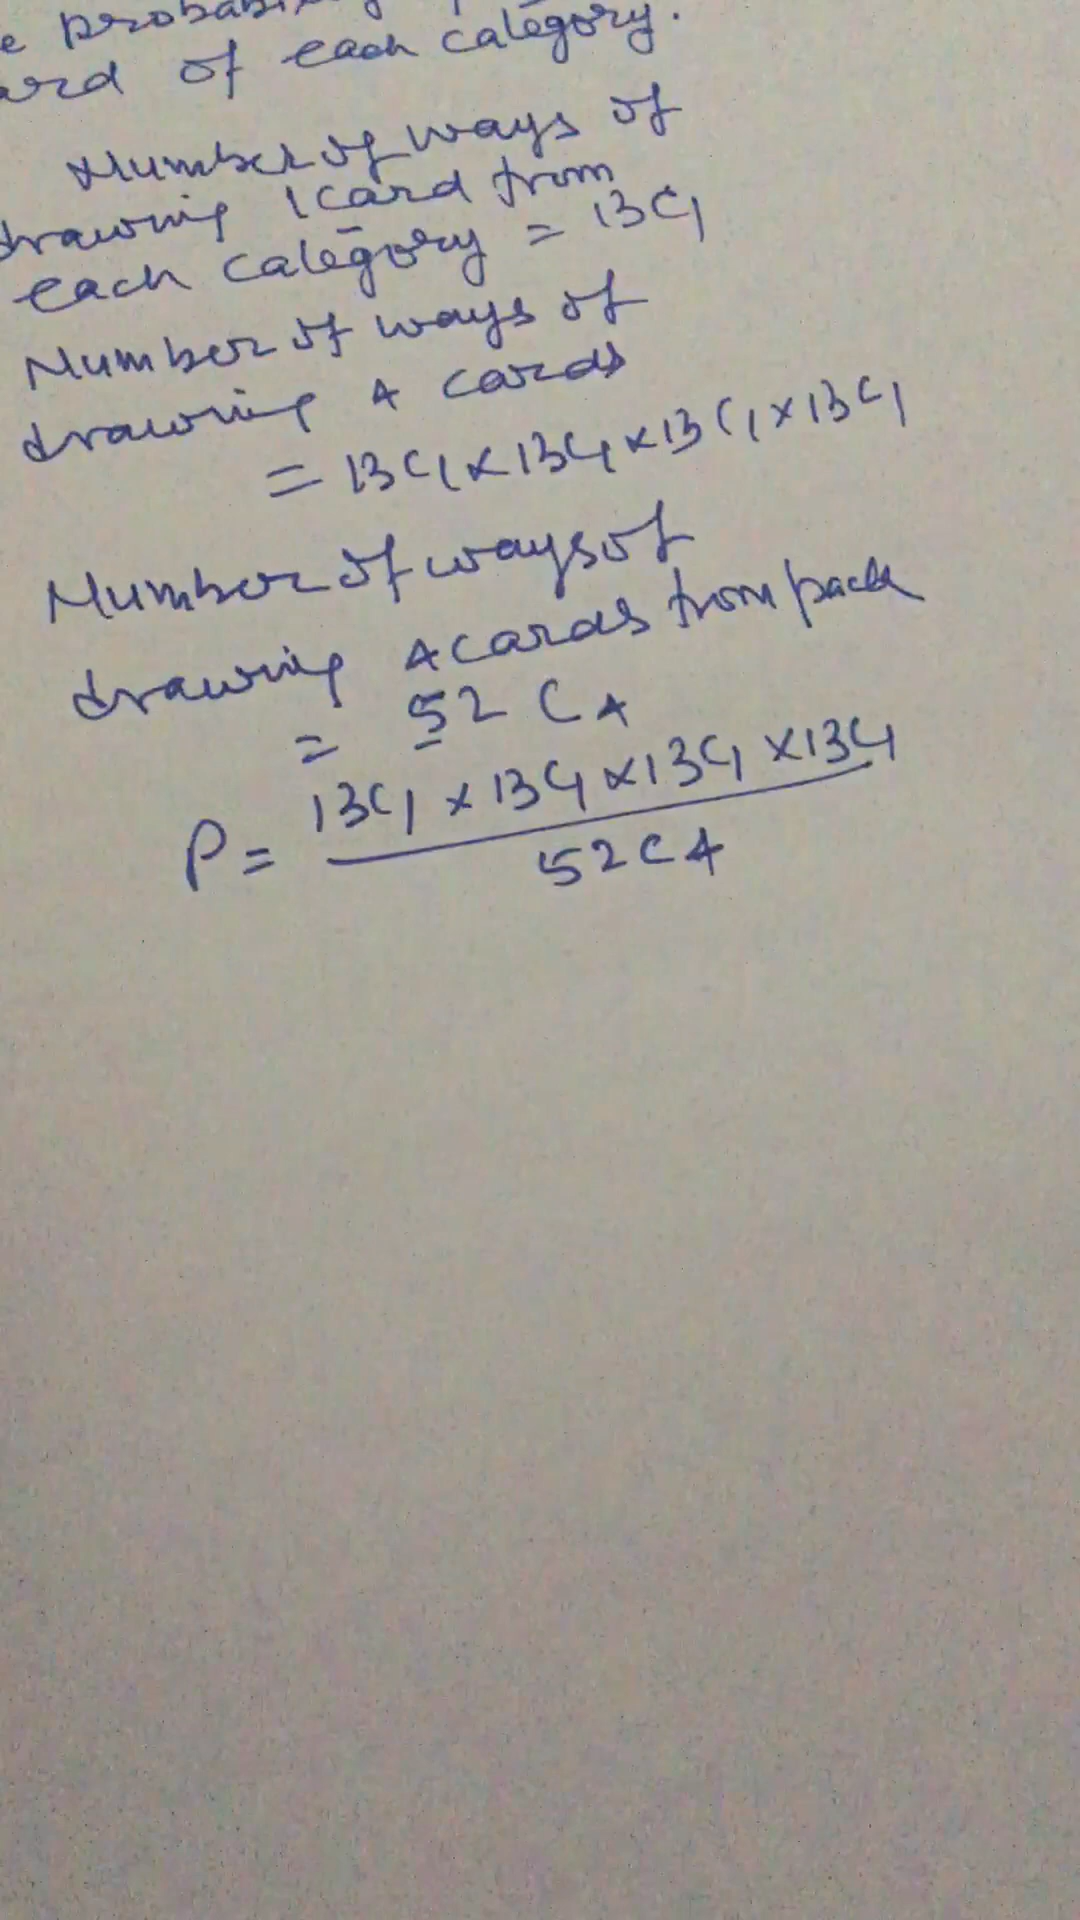 e probabi
ard of each category.
Number of ways of
drawing 1 card from
each category = 13C1
Number of ways of
drawing 4 cards
= 13C1 x 13C1 x 13C1 x 13C1
Number of ways of
drawing 4 cards from pack
= 52C4
P = 13C1 x 13C1 x 13C1 x 13C1
52C4